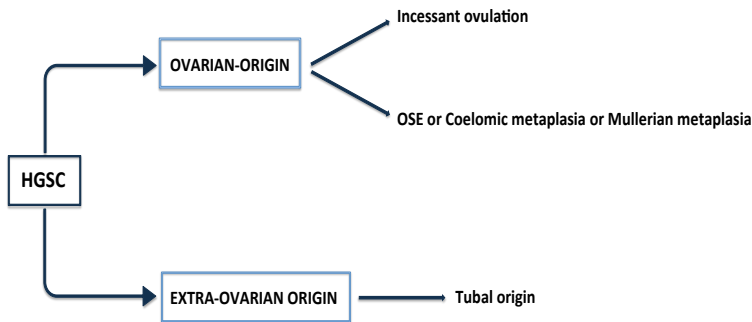 Incessant ovulation
OVARIAN-ORIGIN
OSE or Coelomic metaplasia or Mullerian metaplasia
HGSC
EXTRA-OVARIAN ORIGIN
Tubal origin